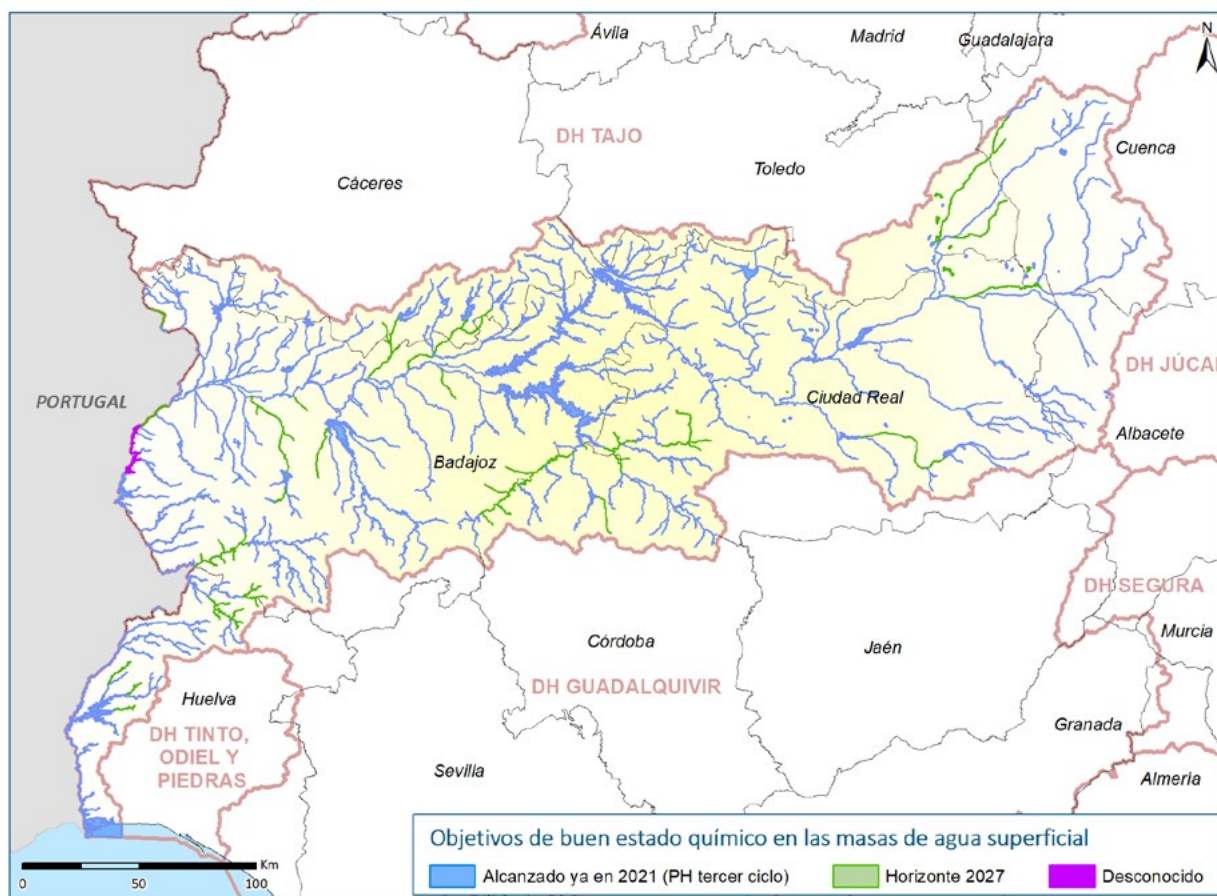 Ávila
Madrid
Guadalajara
N
DH TAJO
Cuenca
Toledo
Cáceres
DH JÚCAR
PORTUGAL
Ciudad Real
Albacete
Badajoz
DH SEGURA
Murcia
Córdoba
Jaén
Huelva
DH GUADALQUIVIR
DH TINTO,
ODIEL Y
PIEDRAS
Granada
Sevilla
Almería
Objetivos de buen estado químico en las masas de agua superficial
Km
0 50 100
Alcanzado ya en 2021 (PH tercer ciclo)
Horizonte 2027
Desconocido